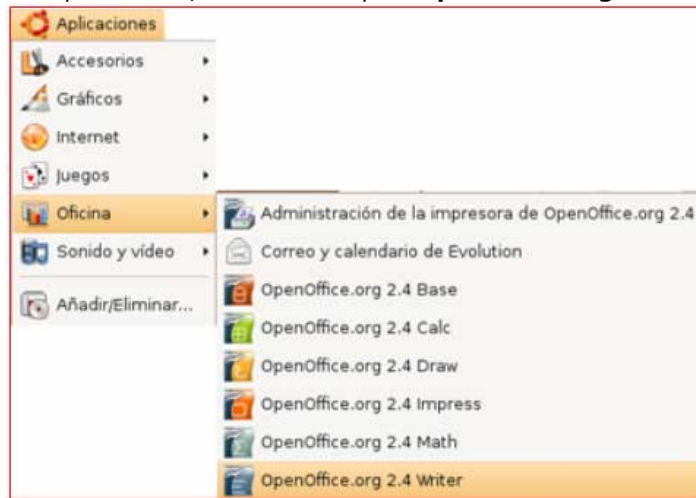 Aplicaciones
Accesorios
Gráficos
Internet
Juegos
Oficina
Sonido y vídeo
Añadir/Eliminar...
Administración de la impresora de OpenOffice.org 2.4
Correo y calendario de Evolution
OpenOffice.org 2.4 Base
OpenOffice.org 2.4 Calc
OpenOffice.org 2.4 Draw
OpenOffice.org 2.4 Impress
OpenOffice.org 2.4 Math
OpenOffice.org 2.4 Writer